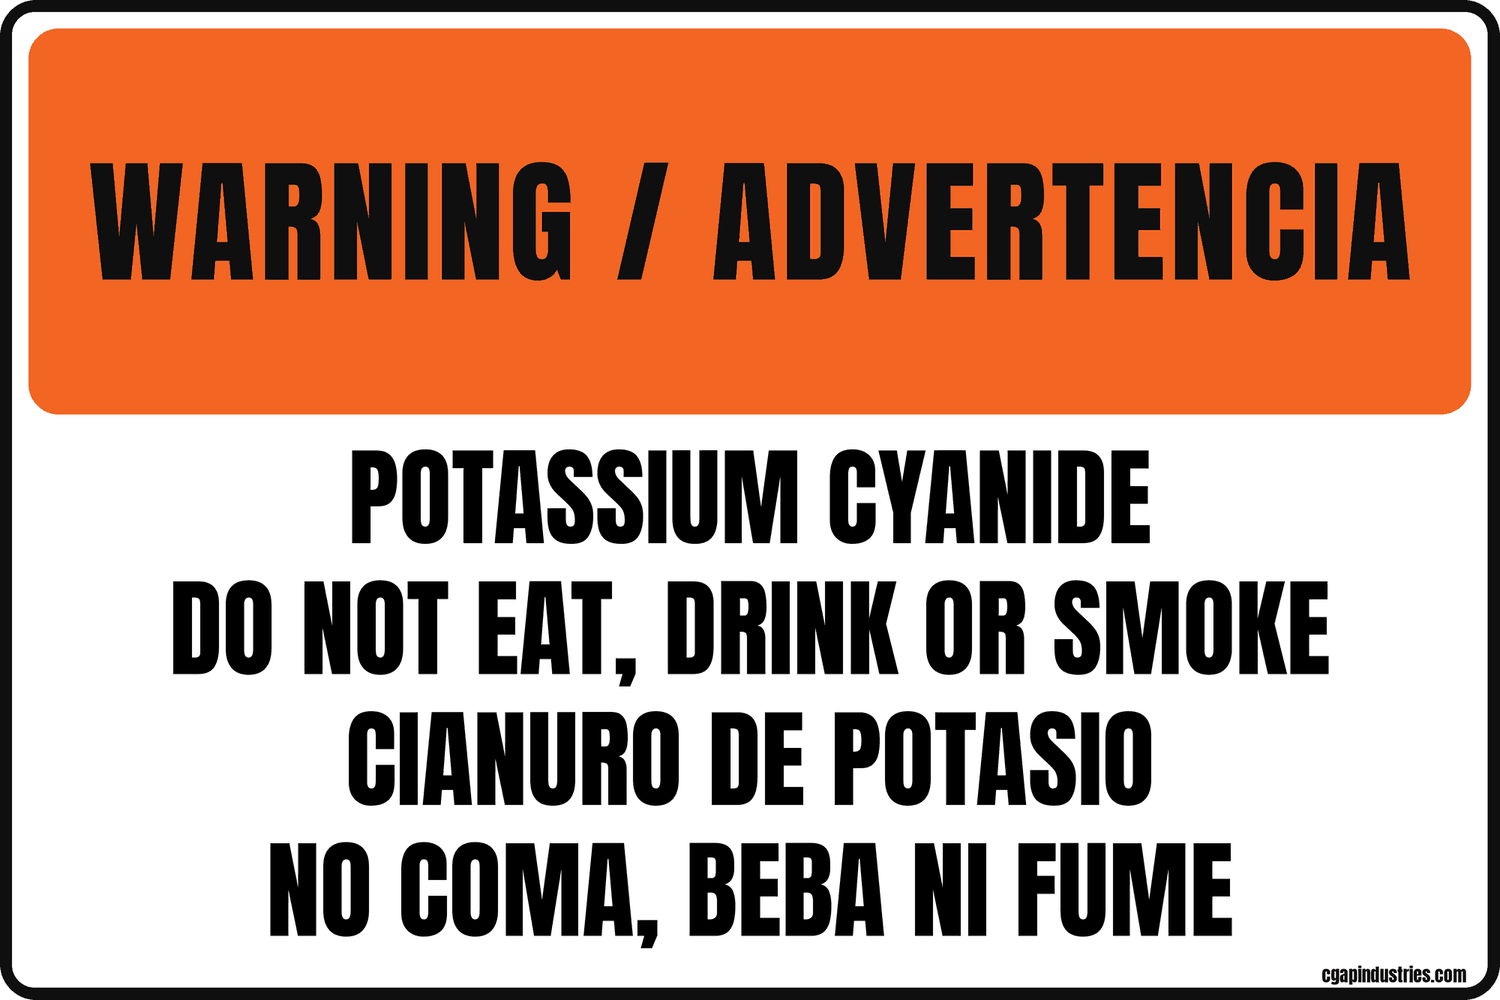 WARNING / ADVERTENCIA
POTASSIUM CYANIDE
DO NOT EAT, DRINK OR SMOKE
CIANURO DE POTASIO
NO COMA, BEBA NI FUME
cgapindustries.com